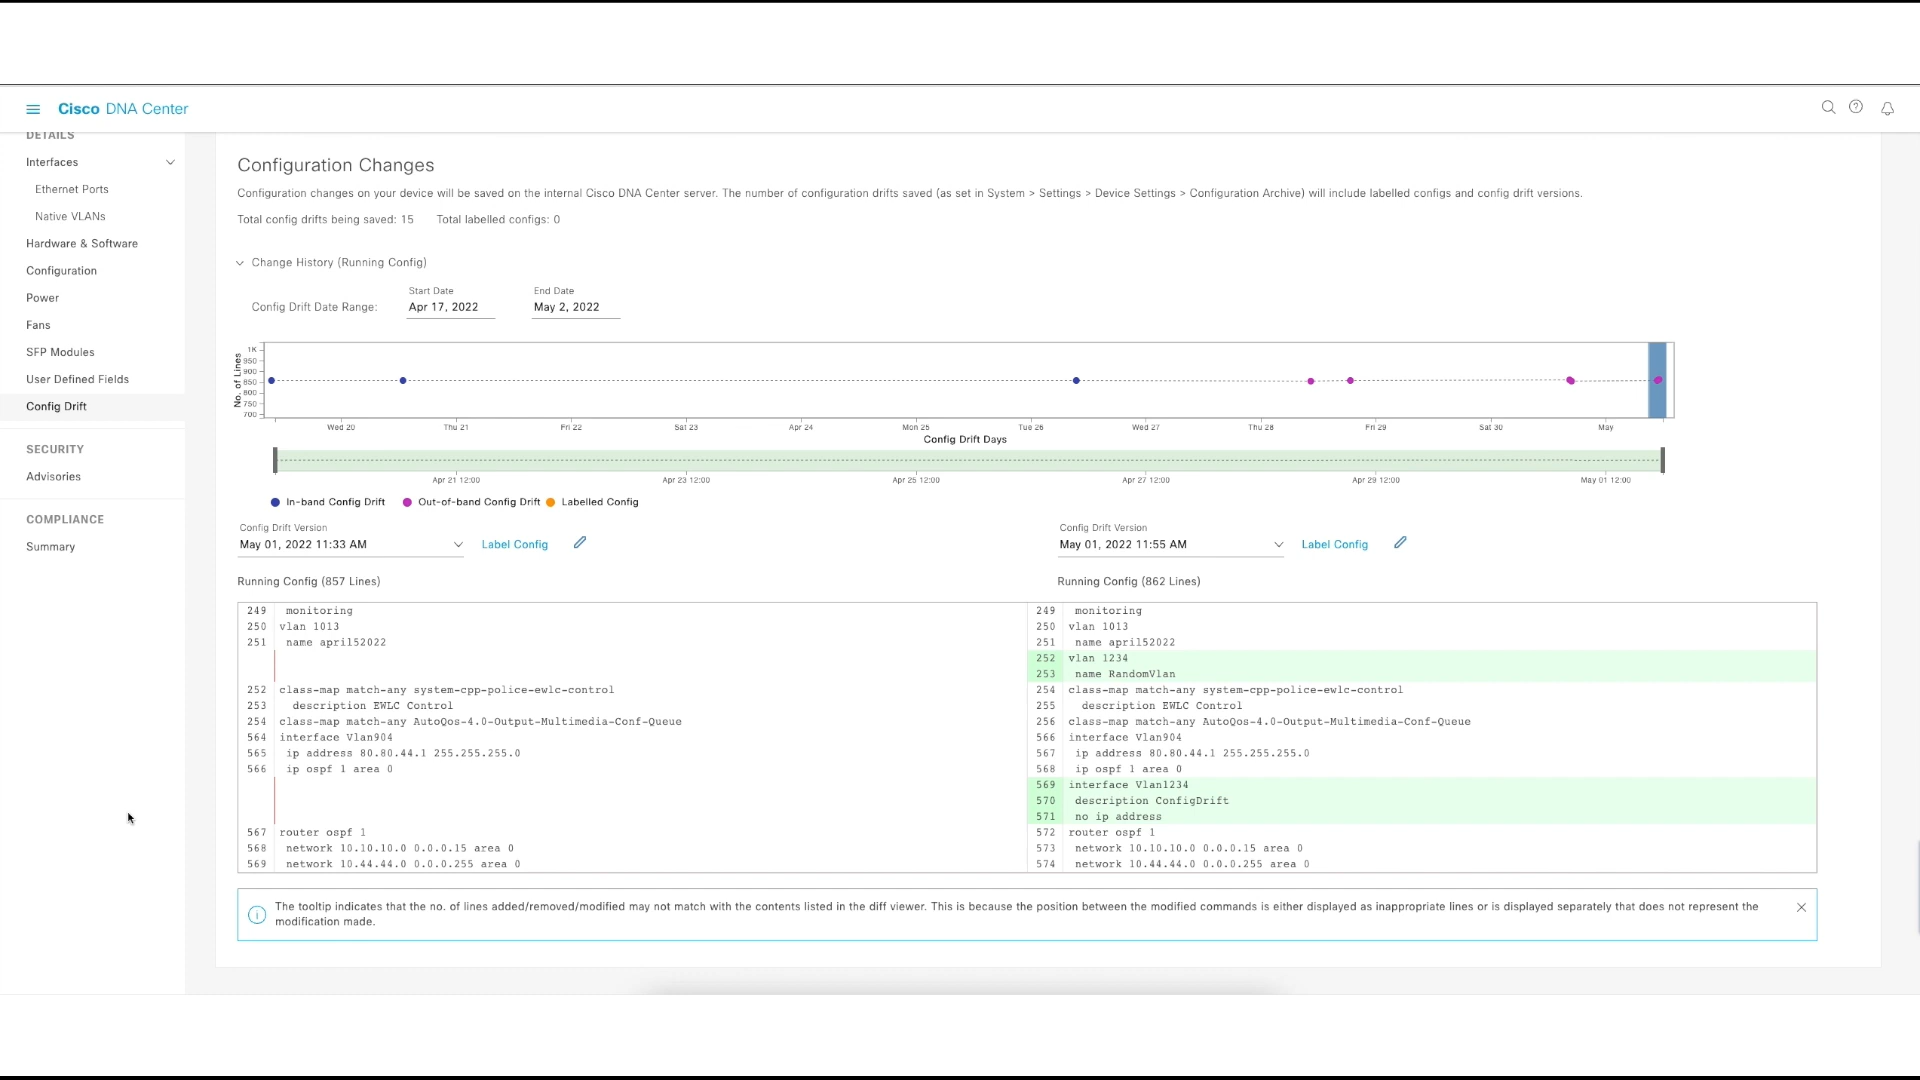 Cisco DNA Center
DETAILS
Interfaces
Ethernet Ports
Native VLANs
Hardware & Software
Configuration
Power
Fans
SFP Modules
User Defined Fields
Config Drift
SECURITY
Advisories
COMPLIANCE
Summary
Configuration Changes
Configuration changes on your device will be saved on the internal Cisco DNA Center server. The number of configuration drifts saved (as set in System > Settings > Device Settings > Configuration Archive) will include labelled configs and config drift versions.
Total config drifts being saved: 15 Total labelled configs: 0
Change History (Running Config)
Start Date End Date
Config Drift Date Range: Apr 17, 2022 May 2, 2022
No. of Lines
1K
950
900
850
800
750
700
Wed 20 Thu 21 Fri 22 Sat 23 Apr 24 Mon 25 Tue 26 Wed 27 Thu 28 Fri 29 Sat 30 May
Config Drift Days
Apr 21 12:00 Apr 23 12:00 Apr 25 12:00 Apr 27 12:00 Apr 29 12:00 May 01 12:00
In-band Config Drift Out-of-band Config Drift Labelled Config
Config Drift Version
May 01, 2022 11:33 AM Label Config
Running Config (857 Lines)
249 monitoring
250 vlan 1013
251 name april52022
252 class-map match-any system-cpp-police-ewlc-control
253 description EWLC Control
254 class-map match-any AutoQos-4.0-Output-Multimedia-Conf-Queue
564 interface Vlan904
565 ip address 80.80.44.1 255.255.255.0
566 ip ospf 1 area 0
567 router ospf 1
568 network 10.10.10.0 0.0.0.15 area 0
569 network 10.44.44.0 0.0.0.255 area 0
Config Drift Version
May 01, 2022 11:55 AM Label Config
Running Config (862 Lines)
249 monitoring
250 vlan 1013
251 name april52022
252 vlan 1234
253 name RandomVlan
254 class-map match-any system-cpp-police-ewlc-control
255 description EWLC Control
256 class-map match-any AutoQos-4.0-Output-Multimedia-Conf-Queue
566 interface Vlan904
567 ip address 80.80.44.1 255.255.255.0
568 ip ospf 1 area 0
569 interface Vlan1234
570 description ConfigDrift
571 no ip address
572 router ospf 1
573 network 10.10.10.0 0.0.0.15 area 0
574 network 10.44.44.0 0.0.0.255 area 0
The tooltip indicates that the no. of lines added/removed/modified may not match with the contents listed in the diff viewer. This is because the position between the modified commands is either displayed as inappropriate lines or is displayed separately that does not represent the
modification made.